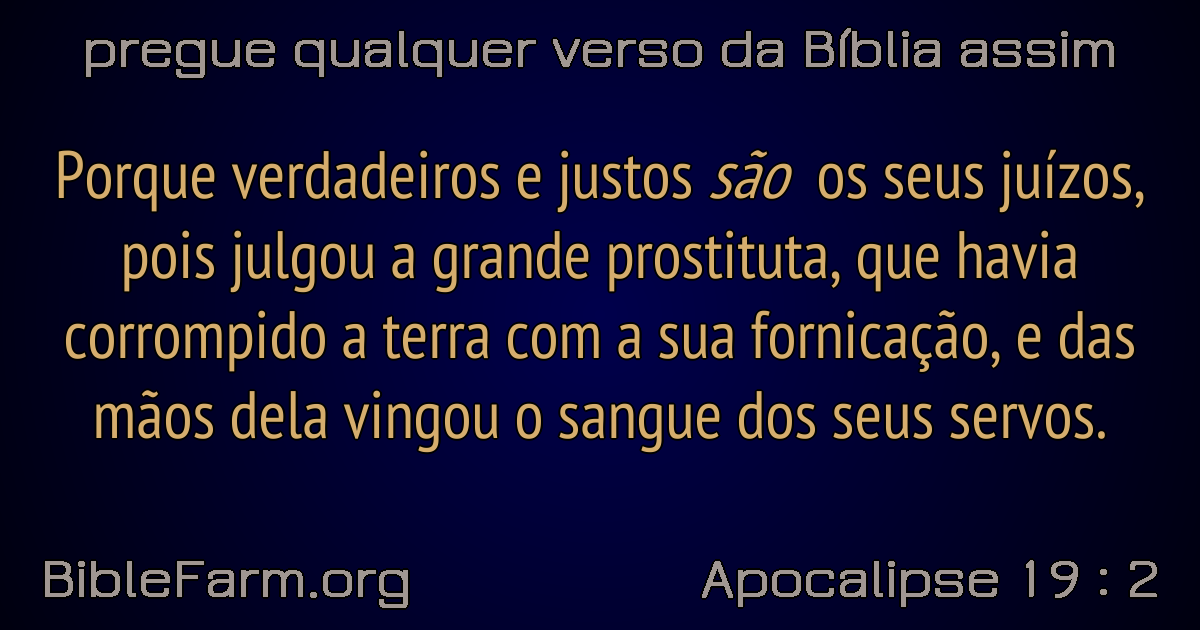 pregue qualquer verso da Bíblia assim
Porque verdadeiros e justos são os seus juízos,
pois julgou a grande prostituta, que havia
corrompido a terra com a sua fornicação, e das
mãos dela vingou o sangue dos seus servos.
BibleFarm.org
Apocalipse 19 : 2